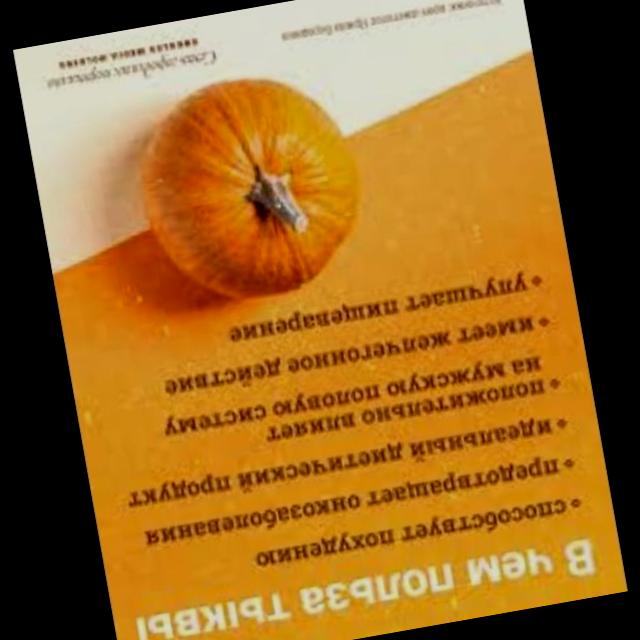 В чем польза тыквы
• способствует похудению
• предотвращает онкозаболевания
• идеальный диетический продукт
• положительно влияет
на мужскую половую систему
• имеет желчегонное действие
• улучшает пищеварение